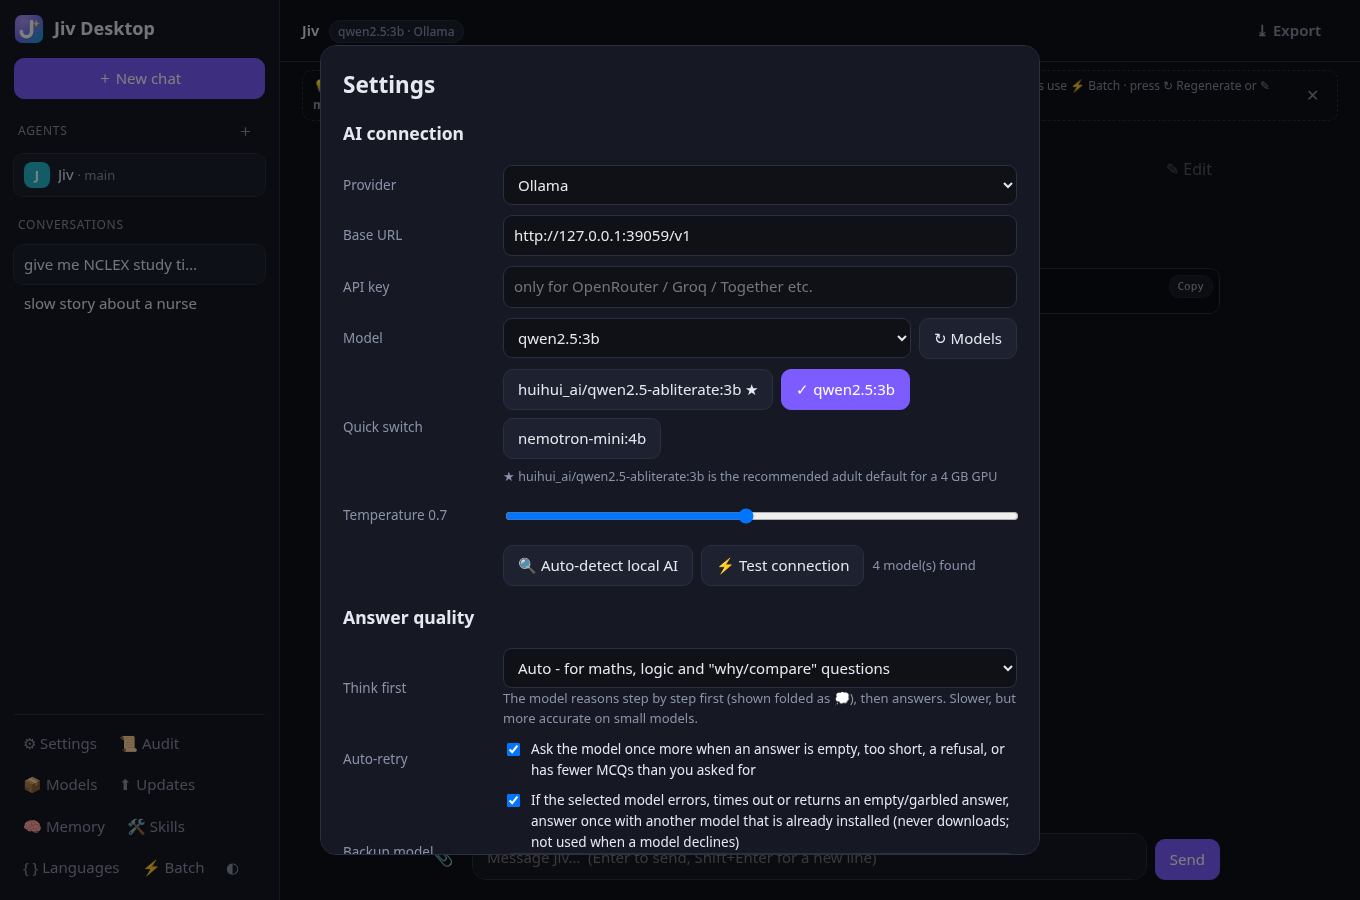 Jiv Desktop
+ New chat
AGENTS
+
J Jiv · main
CONVERSATIONS
give me NCLEX study ti...
slow story about a nurse
⚙ Settings 📜 Audit
📦 Models ⬆ Updates
🧠 Memory 🛠️ Skills
{ } Languages ⚡ Batch ◐
Jiv qwen2.5:3b · Ollama
⤓ Export
s use ⚡ Batch · press ↻ Regenerate or ✎
✕
✎ Edit
Copy
Settings
AI connection
Provider Ollama
Base URL http://127.0.0.1:39059/v1
API key only for OpenRouter / Groq / Together etc.
Model qwen2.5:3b ↻ Models
huihui_ai/qwen2.5-abliterate:3b ★ ✓ qwen2.5:3b
Quick switch
nemotron-mini:4b
★ huihui_ai/qwen2.5-abliterate:3b is the recommended adult default for a 4 GB GPU
Temperature 0.7
🔍 Auto-detect local AI ⚡ Test connection 4 model(s) found
Answer quality
Think first Auto - for maths, logic and "why/compare" questions
The model reasons step by step first (shown folded as 💭), then answers. Slower, but
more accurate on small models.
Auto-retry Ask the model once more when an answer is empty, too short, a refusal, or
has fewer MCQs than you asked for
If the selected model errors, times out or returns an empty/garbled answer,
answer once with another model that is already installed (never downloads;
not used when a model declines)
Backup model
Message Jiv... (Enter to send, Shift+Enter for a new line)
Send